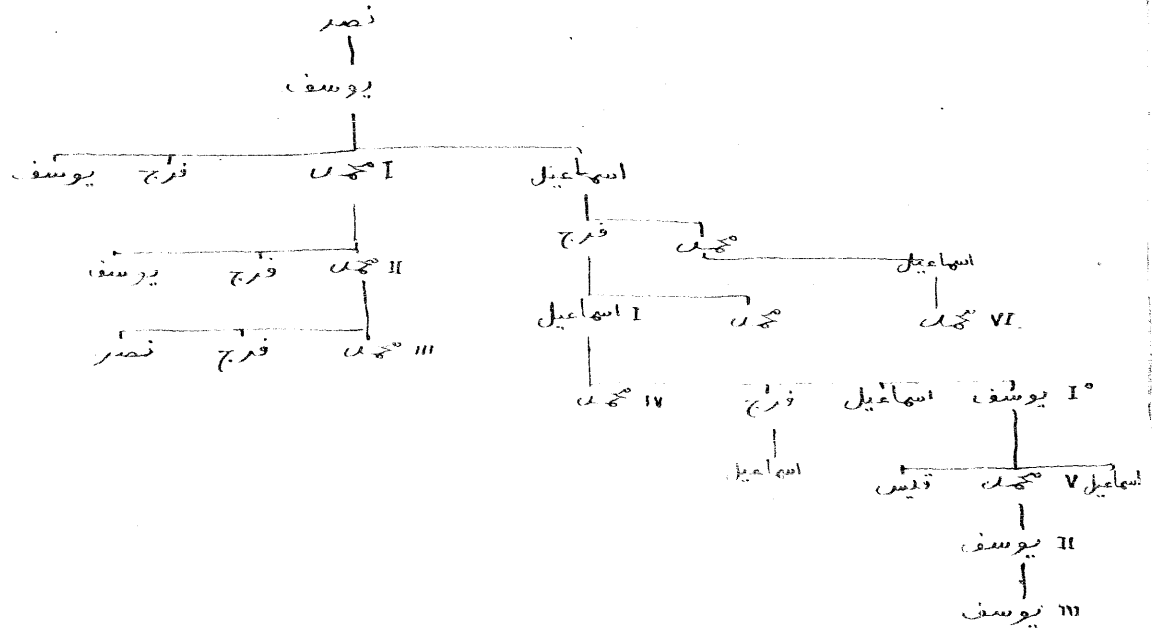 نصر
يوسف
اسماعيل I محمد فرج يوسف
محمد فرج
اسماعيل II محمد فرج يوسف
VI محمد محمد I اسماعيل
III محمد فرج نصر
I° يوسف اسماعيل فرج IV محمد
اسماعيل
اسماعيل V محمد قيس
II يوسف
III يوسف